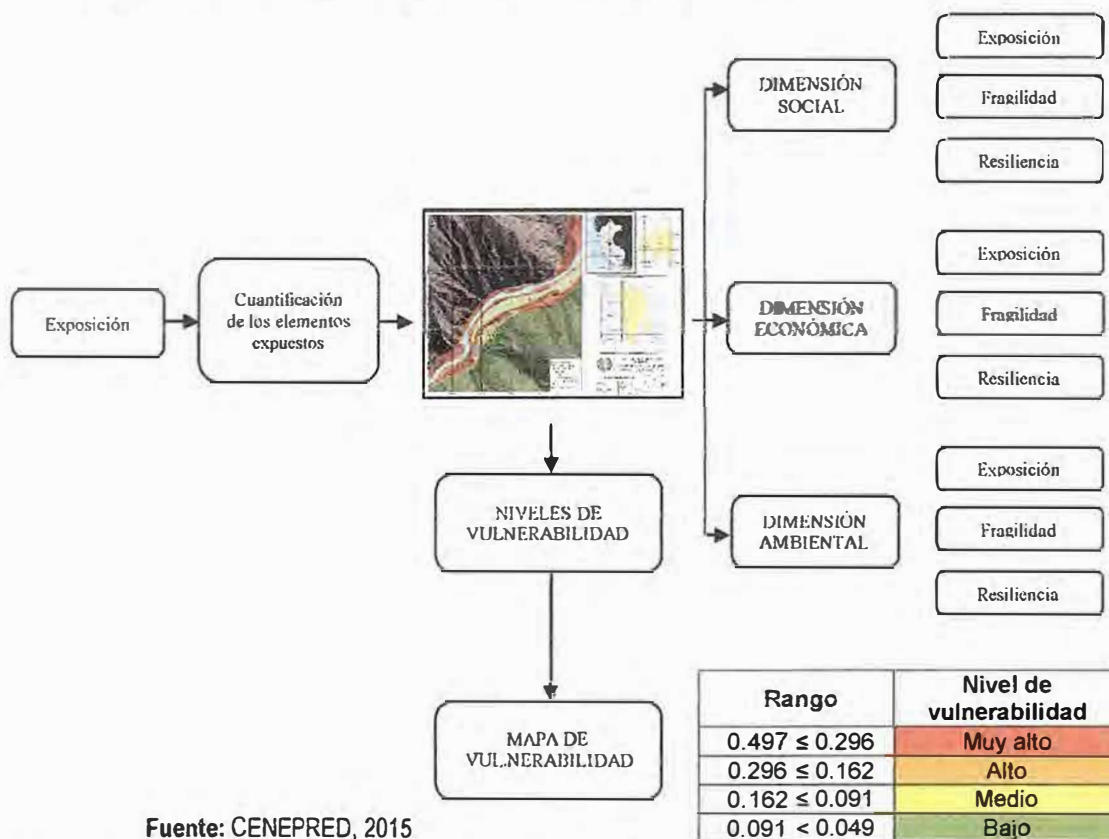 Exposición
Cuantificación
de los elementos
expuestos
NIVELES DE
VULNERABILIDAD
MAPA DE
VULNERABILIDAD
DIMENSIÓN
SOCIAL
Exposición
Fragilidad
Resiliencia
DIMENSIÓN
ECONÓMICA
Exposición
Fragilidad
Resiliencia
DIMENSIÓN
AMBIENTAL
Exposición
Fragilidad
Resiliencia
Rango Nivel de
vulnerabilidad
0.497 ≤ 0.296 Muy alto
0.296 ≤ 0.162 Alto
0.162 ≤ 0.091 Medio
0.091 < 0.049 Bajo
Fuente: CENEPRED, 2015